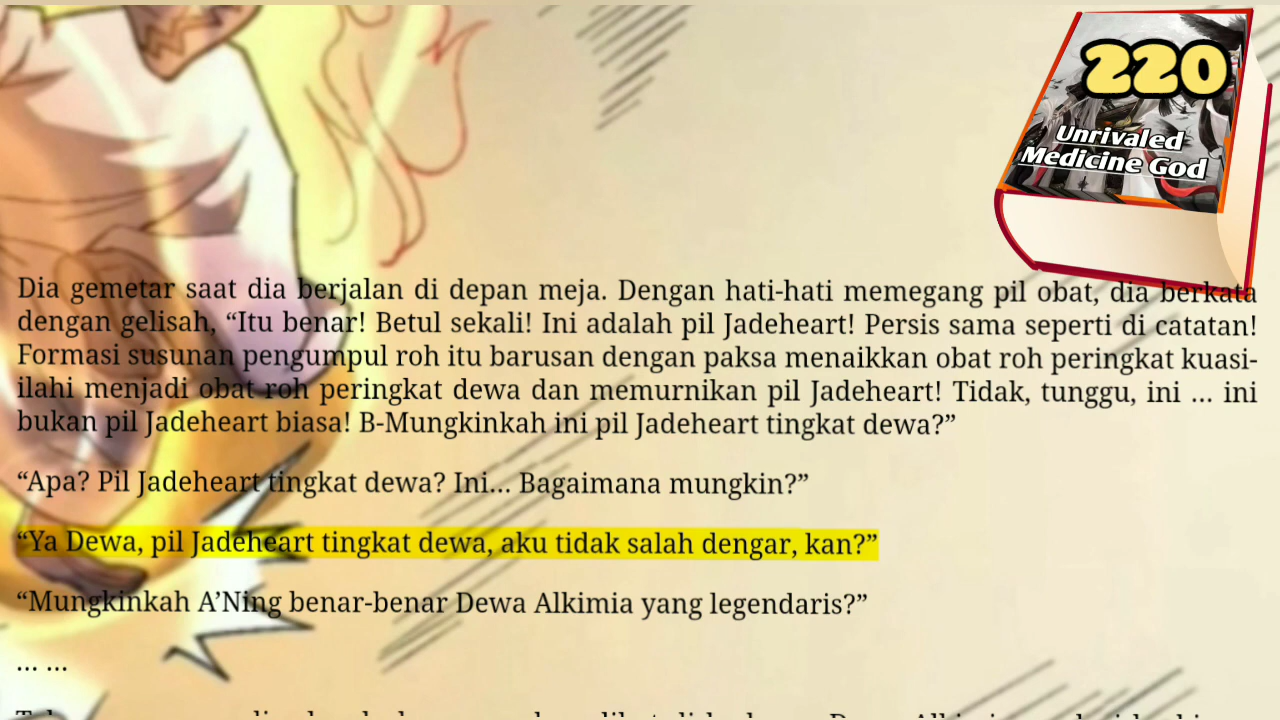 220
Unrivaled
Medicine God
Dia gemetar saat dia berjalan di depan meja. Dengan hati-hati memegang pil obat, dia berkata
dengan gelisah, “Itu benar! Betul sekali! Ini adalah pil Jadeheart! Persis sama seperti di catatan!
Formasi susunan pengumpul roh itu barusan dengan paksa menaikkan obat roh peringkat kuasi-
ilahi menjadi obat roh peringkat dewa dan memurnikan pil Jadeheart! Tidak, tunggu, ini … ini
bukan pil Jadeheart biasa! B-Mungkinkah ini pil Jadeheart tingkat dewa?”
“Apa? Pil Jadeheart tingkat dewa? Ini… Bagaimana mungkin?”
“Ya Dewa, pil Jadeheart tingkat dewa, aku tidak salah dengar, kan?”
“Mungkinkah A’Ning benar-benar Dewa Alkimia yang legendaris?”
… …